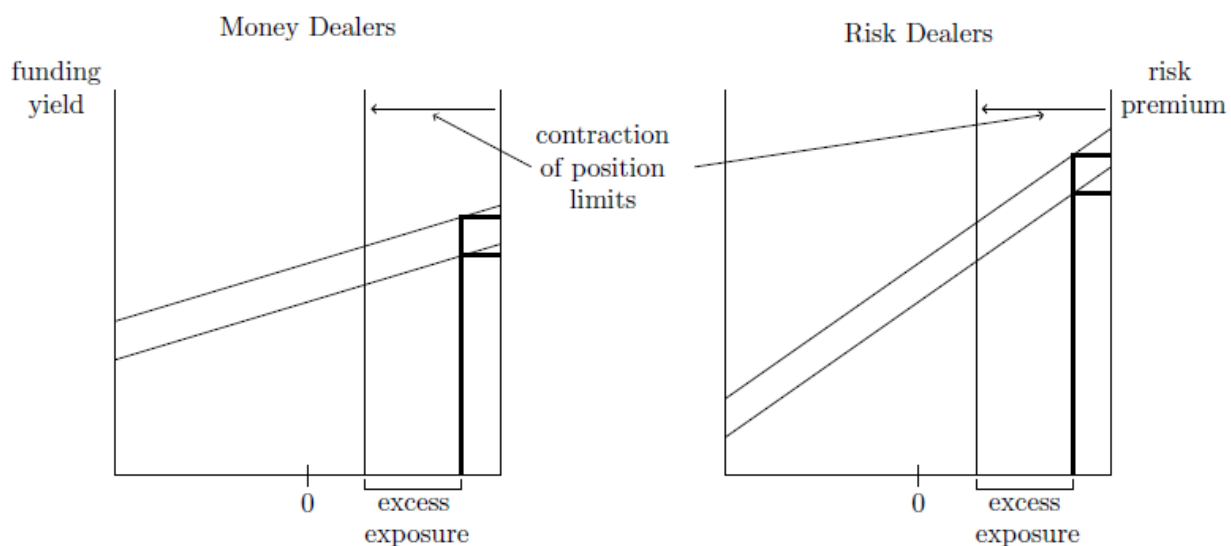 Money Dealers
Risk Dealers
funding
yield
risk
premium
contraction
of position
limits
0
excess
exposure
0
excess
exposure